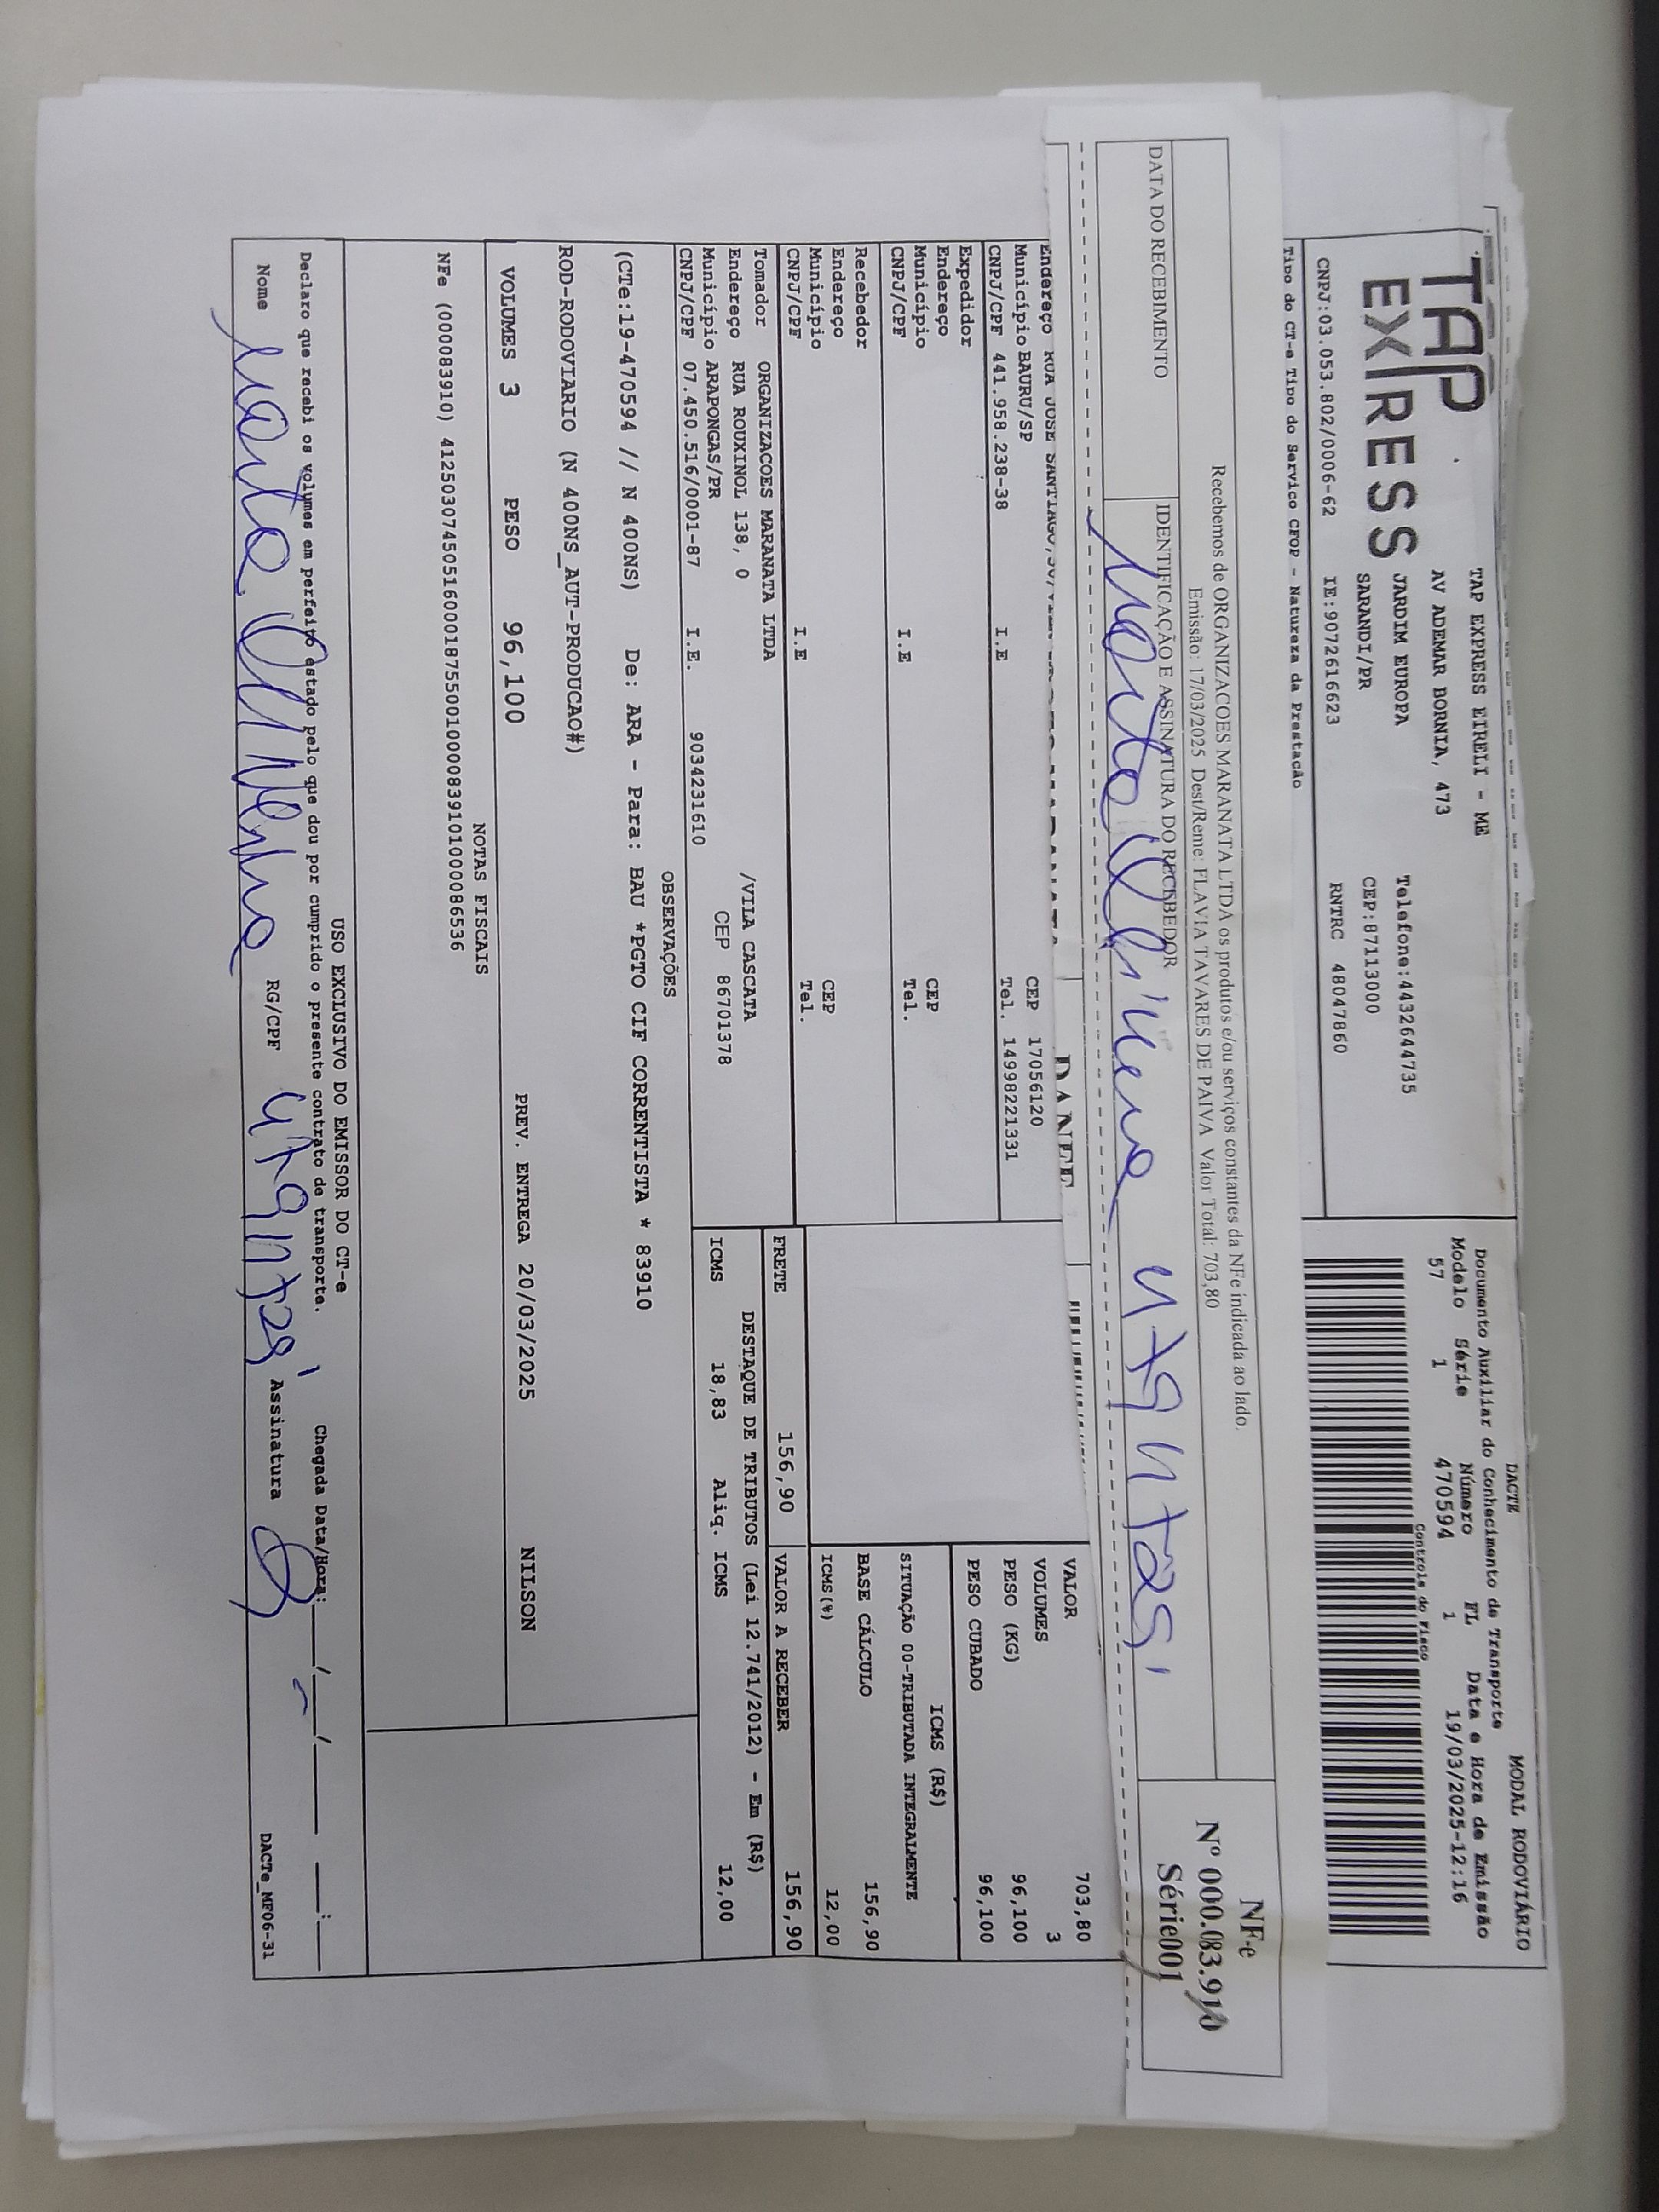 TAP EXPRESS
TAP EXPRESS EIRELI - ME
AV ADEMAR BORNIA, 473
JARDIM EUROPA
Telefone:4432644735
SARANDI/PR
CEP:87113000
CNPJ:03.053.802/0006-62 IE:9072616623 RNTRC 48047860
DACTE MODAL RODOVIÁRIO
Documento Auxiliar do Conhecimento de Transporte
Modelo Série Número FL Data e Hora de Emissão
57 1 470594 1 19/03/2025-12:16
Controle do Fisco
Tipo do CT-e Tipo do Serviço CFOP - Natureza da Prestação
Recebemos de ORGANIZACOES MARANATA LTDA os produtos e/ou serviços constantes da NFe indicada ao lado.
Emissão: 17/03/2025 Dest/Reme: FLAVIA TAVARES DE PAIVA Valor Total: 703,80
DATA DO RECEBIMENTO
IDENTIFICAÇÃO E ASSINATURA DO RECEBEDOR
NF-e
Nº 000.083.910
Série001
DANFE
Endereço RUA JOSE SANTIAGO
Município BAURU/SP CEP 17056120
CNPJ/CPF 441.958.238-38 I.E Tel. 14998221331
Expedidor
Endereço
Município CEP
CNPJ/CPF I.E Tel.
Recebedor
Endereço
Município CEP
CNPJ/CPF I.E Tel.
Tomador ORGANIZACOES MARANATA LTDA
Endereço RUA ROUXINOL 138, 0 /VILA CASCATA
Município ARAPONGAS/PR CEP 86701378
CNPJ/CPF 07.450.516/0001-87 I.E. 9034231610
VALOR 703,80
VOLUMES 3
PESO (KG) 96,100
PESO CUBADO 96,100
ICMS (R$)
SITUAÇÃO 00-TRIBUTADA INTEGRALMENTE
BASE CÁLCULO 156,90
ICMS(%) 12,00
FRETE 156,90 VALOR A RECEBER 156,90
DESTAQUE DE TRIBUTOS (Lei 12.741/2012) - Em (R$)
ICMS 18,83 Aliq. ICMS 12,00
OBSERVAÇÕES
(CTe:19-470594 // N 400NS) De: ARA - Para: BAU *PGTO CIF CORRENTISTA * 83910
ROD-RODOVIARIO (N 400NS_AUT-PRODUCAO#)
VOLUMES 3 PESO 96,100 PREV. ENTREGA 20/03/2025 NILSON
NOTAS FISCAIS
NFe (000083910) 41250307450516000187550010000839101000086536
USO EXCLUSIVO DO EMISSOR DO CT-e
Declaro que recebi os volumes em perfeito estado pelo que dou por cumprido o presente contrato de transporte. Chegada Data/Hora: ___/___/____ ___:___
Nome RG/CPF Assinatura DACTe_MF06-31